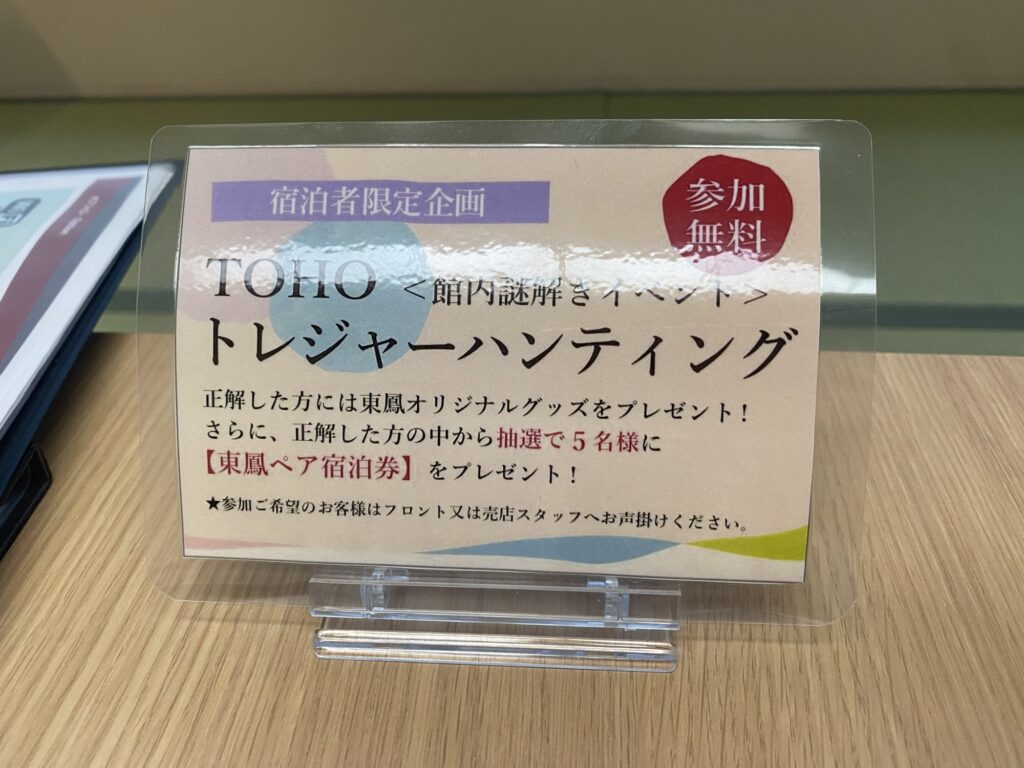 宿泊者限定企画
参加
無料
TOHO <館内謎解きイベント>
トレジャーハンティング
正解した方には東鳳オリジナルグッズをプレゼント!
さらに、正解した方の中から抽選で5名様に
【東鳳ペア宿泊券】をプレゼント!
★参加ご希望のお客様はフロント又は売店スタッフへお声掛けください。